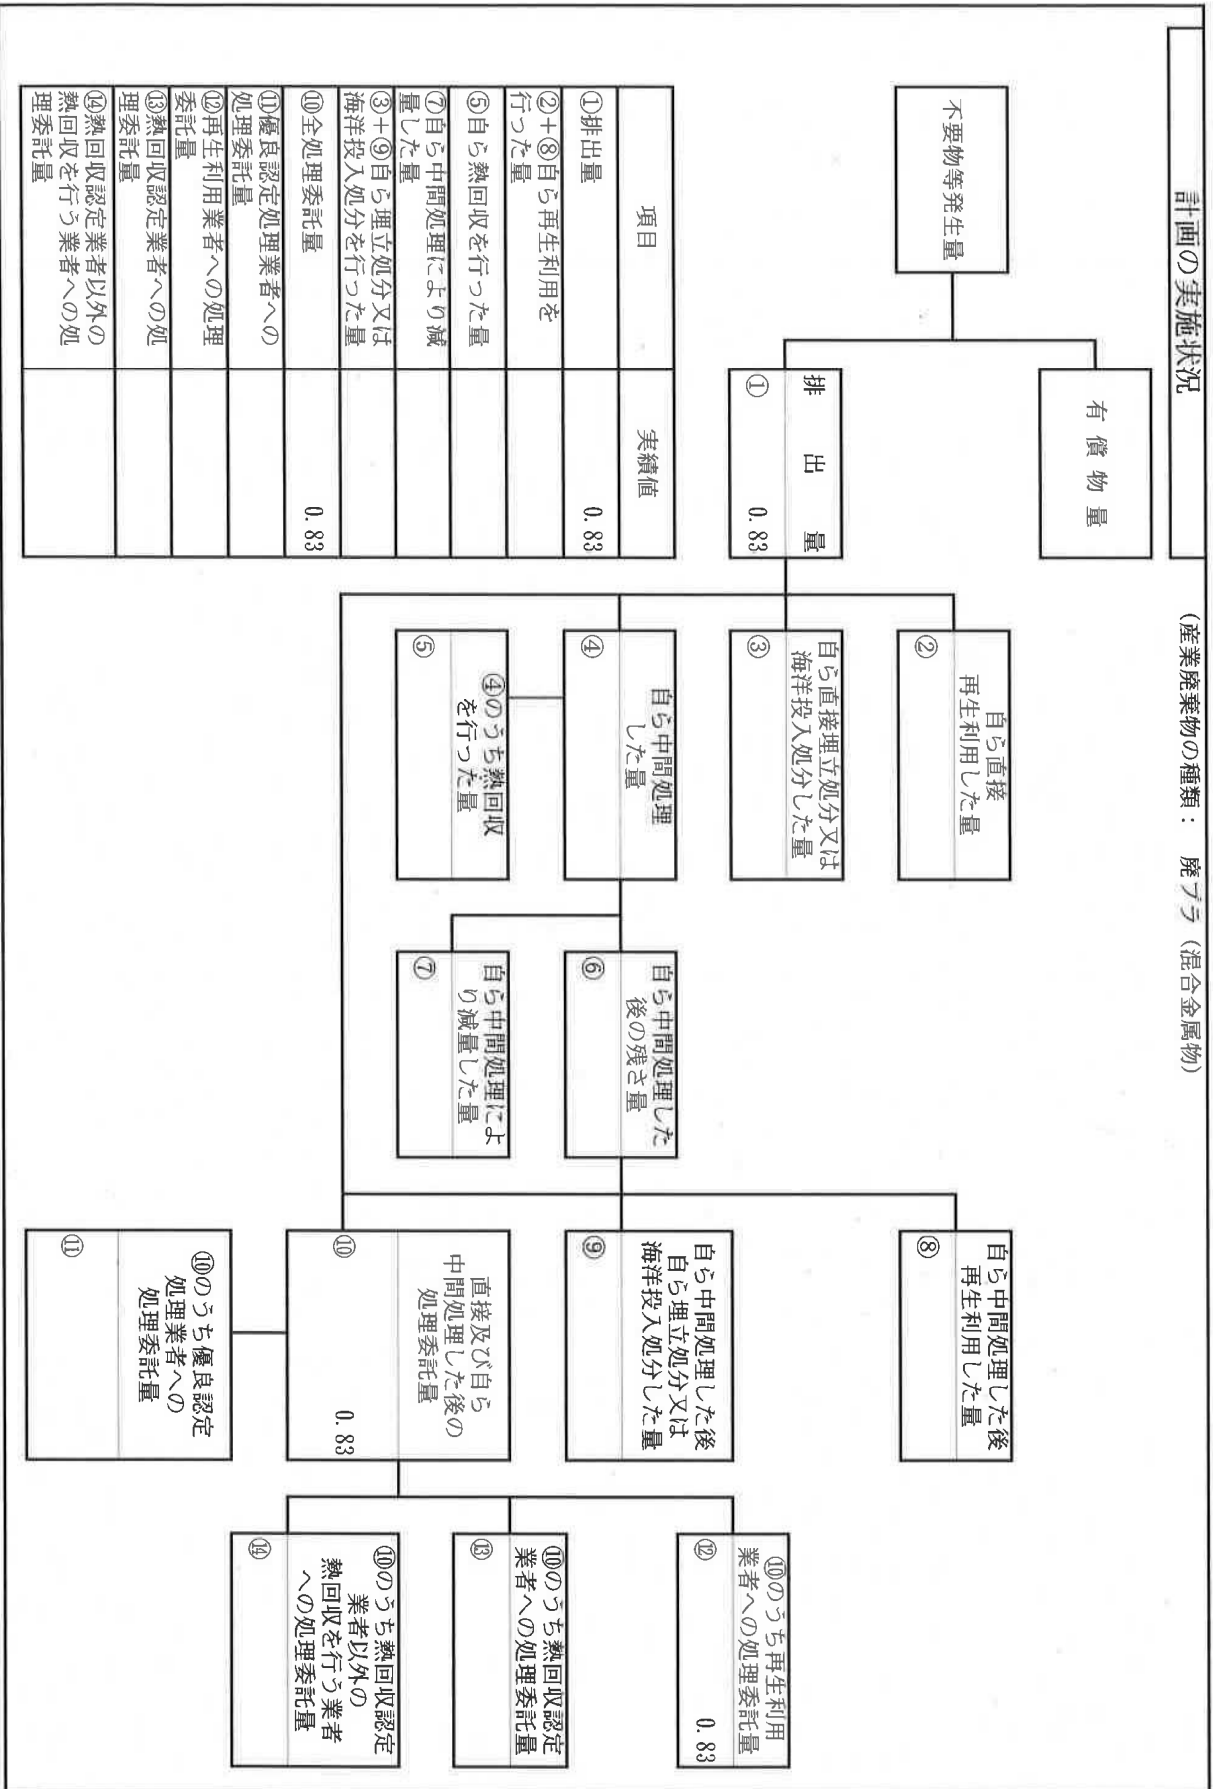 計画の実施状況
(産業廃棄物の種類： 廃プラ（混合金属物）
不要物等発生量
有償物量
排出量
① 0.83
自ら直接
再生利用した量
②
自ら直接埋立処分又は
海洋投入処分した量
③
自ら中間処理
した量
④
④のうち熱回収
を行った量
⑤
自ら中間処理した
後の残さ量
⑥
自ら中間処理によ
り減量した量
⑦
自ら中間処理した後
再生利用した量
⑧
自ら中間処理した後
自ら埋立処分又は
海洋投入処分した量
⑨
直接及び自ら
中間処理した後の
処理委託量
⑩ 0.83
⑩のうち優良認定
処理業者への
処理委託量
⑪
⑩のうち再生利用
業者への処理委託量
⑫ 0.83
⑩のうち熱回収認定
業者への処理委託量
⑬
⑩のうち熱回収認定
業者以外の
熱回収を行う業者
への処理委託量
⑭
項目 実績値
①排出量 0.83
②＋⑧自ら再生利用を
行った量
⑤自ら熱回収を行った量
⑦自ら中間処理により減
量した量
③＋⑨自ら埋立処分又は
海洋投入処分を行った量
⑩全処理委託量 0.83
⑪優良認定処理業者への
処理委託量
⑫再生利用業者への処理
委託量
⑬熱回収認定業者への処
理委託量
⑭熱回収認定業者以外の
熱回収を行う業者への処
理委託量